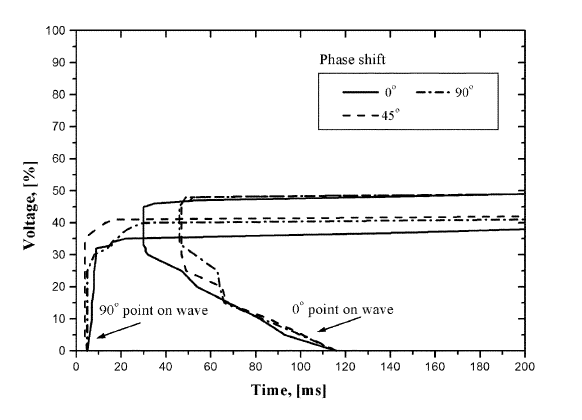 100
90
80
70
60
50
40
30
20
10
0
Voltage, [%]
Phase shift
0° 90°
45°
90° point on wave
0° point on wave
0 20 40 60 80 100 120 140 160 180 200
Time, [ms]